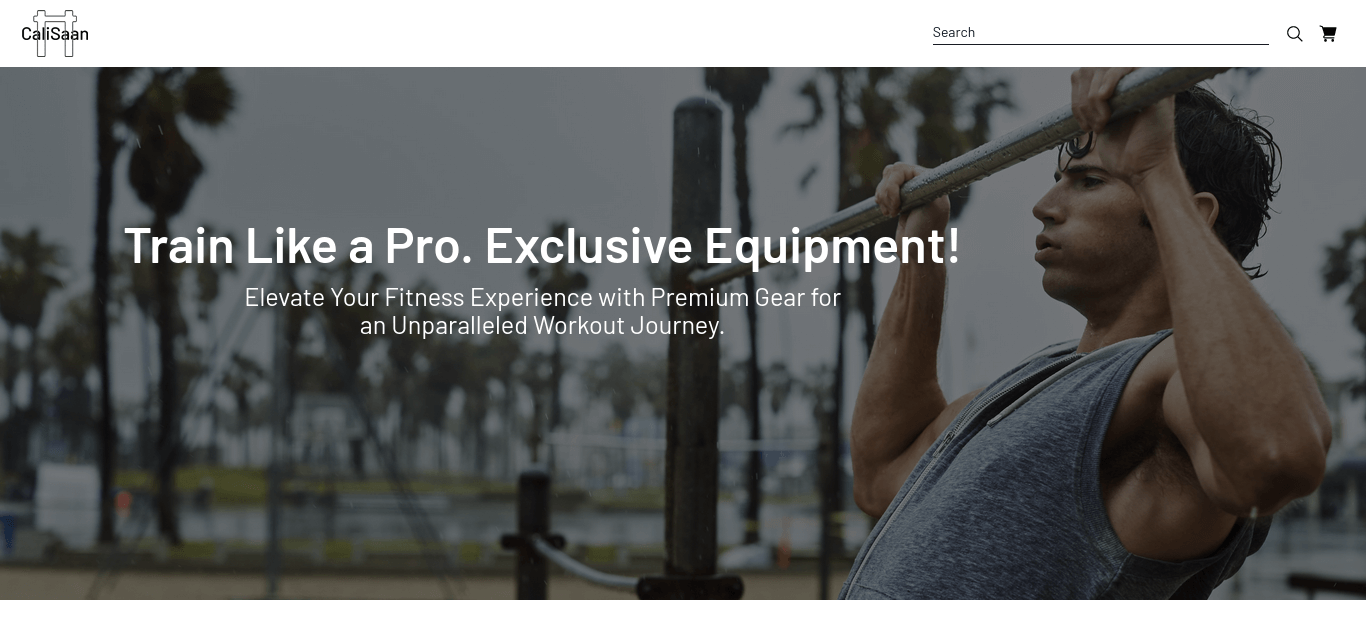 CaliSaan
Search
Train Like a Pro. Exclusive Equipment!
Elevate Your Fitness Experience with Premium Gear for
an Unparalleled Workout Journey.